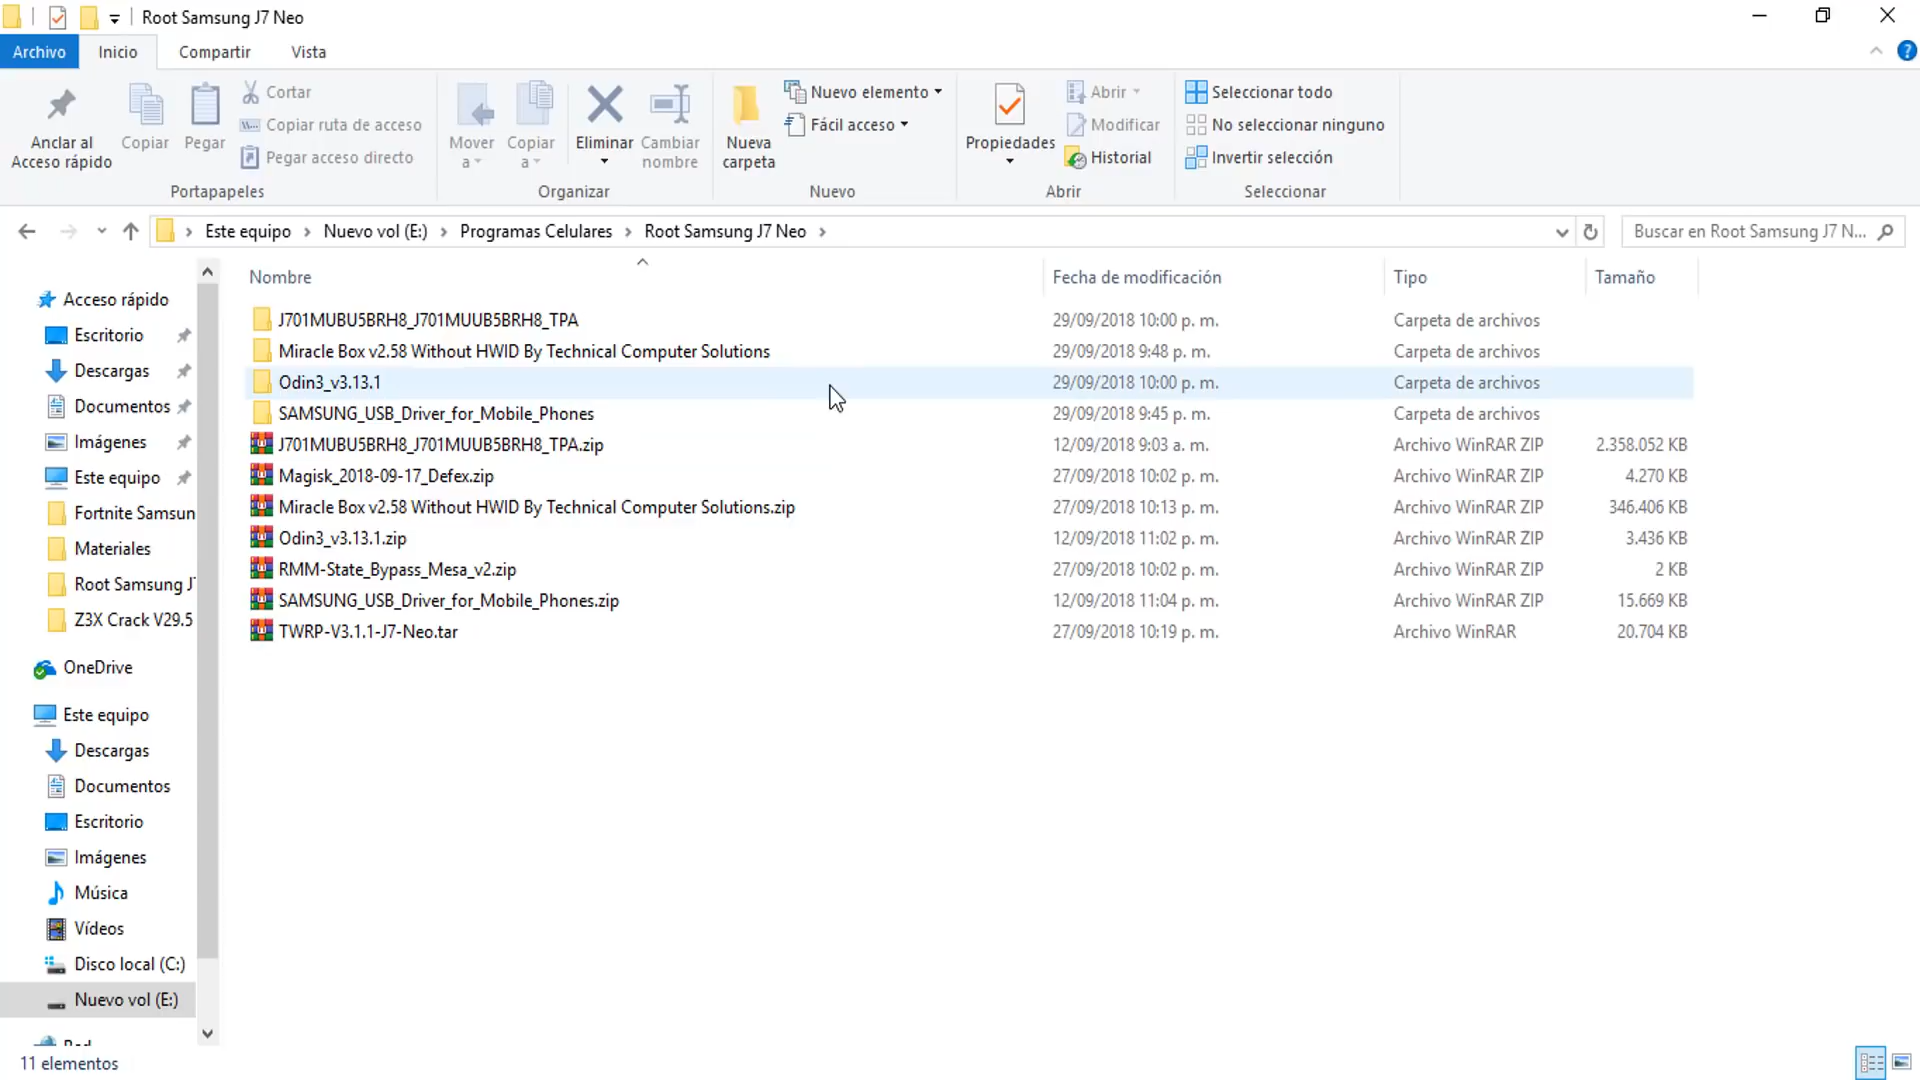 Root Samsung J7 Neo
Archivo Inicio Compartir Vista
Anclar al Acceso rápido
Copiar
Pegar
Cortar
Copiar ruta de acceso
Pegar acceso directo
Portapapeles
Mover a
Copiar a
Eliminar
Cambiar nombre
Organizar
Nueva carpeta
Nuevo elemento
Fácil acceso
Nuevo
Propiedades
Abrir
Modificar
Historial
Abrir
Seleccionar todo
No seleccionar ninguno
Invertir selección
Seleccionar
Este equipo > Nuevo vol (E:) > Programas Celulares > Root Samsung J7 Neo >
Buscar en Root Samsung J7 N...
Acceso rápido
Escritorio
Descargas
Documentos
Imágenes
Este equipo
Fortnite Samsun
Materiales
Root Samsung J
Z3X Crack V29.5
OneDrive
Este equipo
Descargas
Documentos
Escritorio
Imágenes
Música
Vídeos
Disco local (C:)
Nuevo vol (E:)
Nombre Fecha de modificación Tipo Tamaño
J701MUBU5BRH8_J701MUUB5BRH8_TPA 29/09/2018 10:00 p. m. Carpeta de archivos
Miracle Box v2.58 Without HWID By Technical Computer Solutions 29/09/2018 9:48 p. m. Carpeta de archivos
Odin3_v3.13.1 29/09/2018 10:00 p. m. Carpeta de archivos
SAMSUNG_USB_Driver_for_Mobile_Phones 29/09/2018 9:45 p. m. Carpeta de archivos
J701MUBU5BRH8_J701MUUB5BRH8_TPA.zip 12/09/2018 9:03 a. m. Archivo WinRAR ZIP 2.358.052 KB
Magisk_2018-09-17_Defex.zip 27/09/2018 10:02 p. m. Archivo WinRAR ZIP 4.270 KB
Miracle Box v2.58 Without HWID By Technical Computer Solutions.zip 27/09/2018 10:13 p. m. Archivo WinRAR ZIP 346.406 KB
Odin3_v3.13.1.zip 12/09/2018 11:02 p. m. Archivo WinRAR ZIP 3.436 KB
RMM-State_Bypass_Mesa_v2.zip 27/09/2018 10:02 p. m. Archivo WinRAR ZIP 2 KB
SAMSUNG_USB_Driver_for_Mobile_Phones.zip 12/09/2018 11:04 p. m. Archivo WinRAR ZIP 15.669 KB
TWRP-V3.1.1-J7-Neo.tar 27/09/2018 10:19 p. m. Archivo WinRAR 20.704 KB
11 elementos